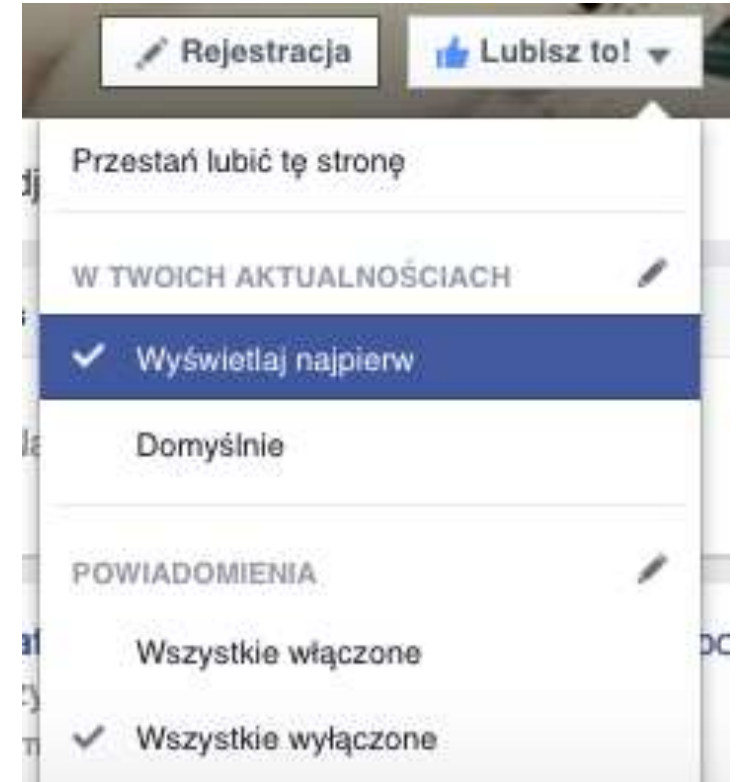 Rejestracja
Lubisz to!
Przestań lubić tę stronę
W TWOICH AKTUALNOŚCIACH
Wyświetlaj najpierw
Domyślnie
POWIADOMIENIA
Wszystkie włączone
Wszystkie wyłączone